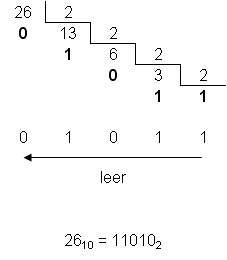 26 2
0 13 2
1 6 2
0 3 2
1 1
0 1 0 1 1
leer
26₁₀ = 11010₂